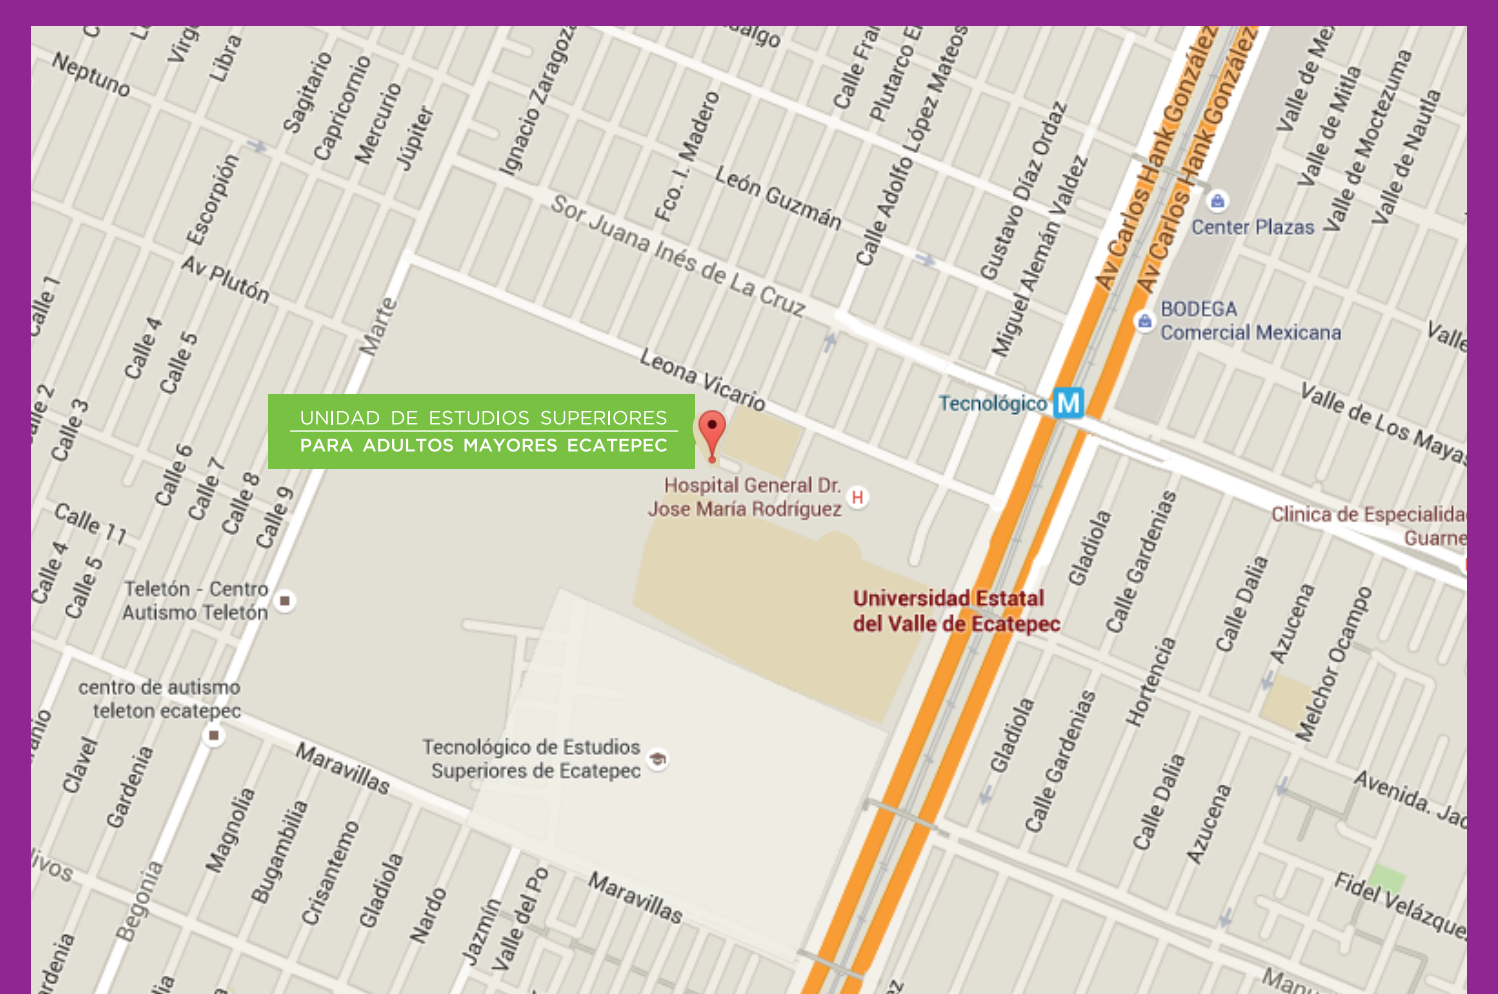 Neptuno
Virgo
Libra
Sagitario
Capricornio
Mercurio
Júpiter
Ignacio Zaragoza
Fco. I. Madero
León Guzmán
Calle Adolfo López Mateos
Gustavo Díaz Ordaz
Miguel Alemán Valdez
Av Carlos Hank González
Av Carlos Hank González
Valle de Mitla
Valle de Moctezuma
Valle de Nautla
Center Plazas
Escorpión
Av Plutón
Sor Juana Inés de La Cruz
Calle 1
Calle 4
Calle 5
Marte
BODEGA
Comercial Mexicana
Leona Vicario
Tecnológico M
Valle de Los Mayas
Calle 3
UNIDAD DE ESTUDIOS SUPERIORES
PARA ADULTOS MAYORES ECATEPEC
Calle 6
Calle 7
Calle 8
Calle 9
Hospital General Dr.
Jose María Rodríguez
H
Calle 11
Calle 4
Calle 5
Gladiola
Calle Gardenias
Clinica de Especialida
Guarne
Teletón - Centro
Autismo Teletón
Universidad Estatal
del Valle de Ecatepec
Calle Dalia
Azucena
Melchor Ocampo
Hortencia
centro de autismo
teleton ecatepec
Clavel
Gardenia
Maravillas
Tecnológico de Estudios
Superiores de Ecatepec
Gladiola
Calle Gardenias
Calle Dalia
Azucena
Avenida. Jac
Magnolia
Bugambilia
Crisantemo
Gladiola
Nardo
Jazmín
Valle del Po
Maravillas
Begonia
Fidel Velázque